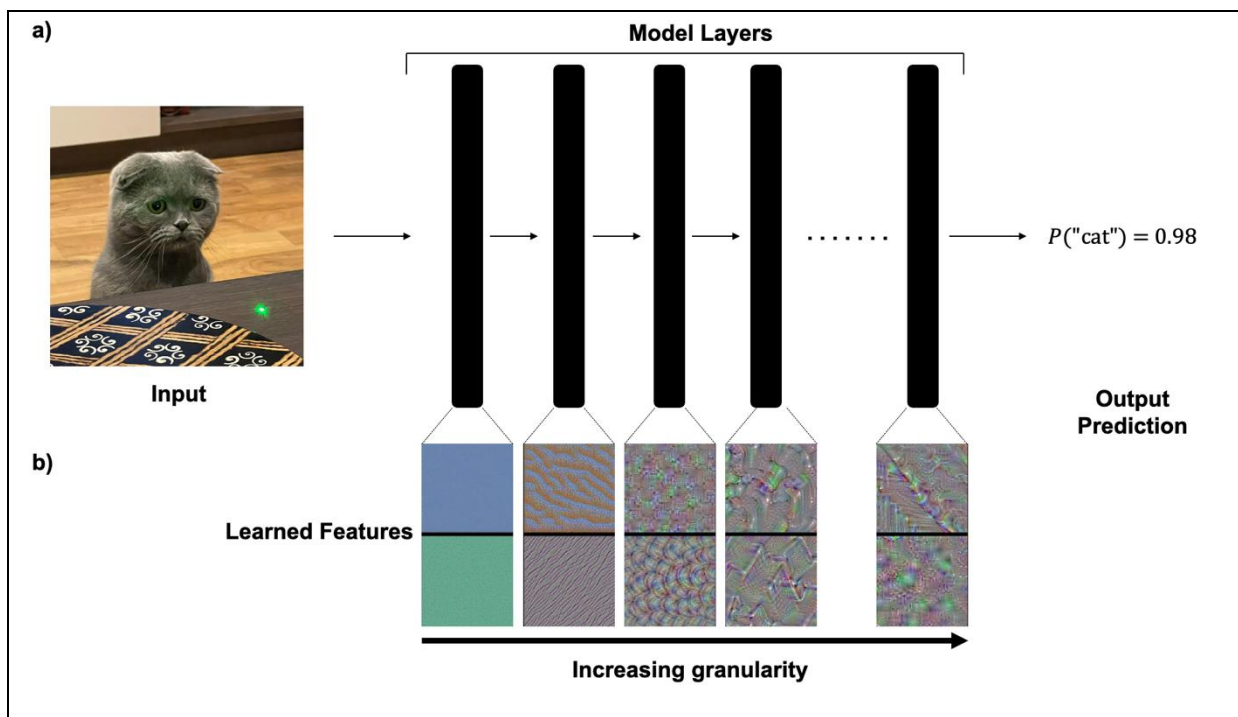 a)
Model Layers
.......
P("cat") = 0.98
Input
Output
Prediction
b)
Learned Features
Increasing granularity